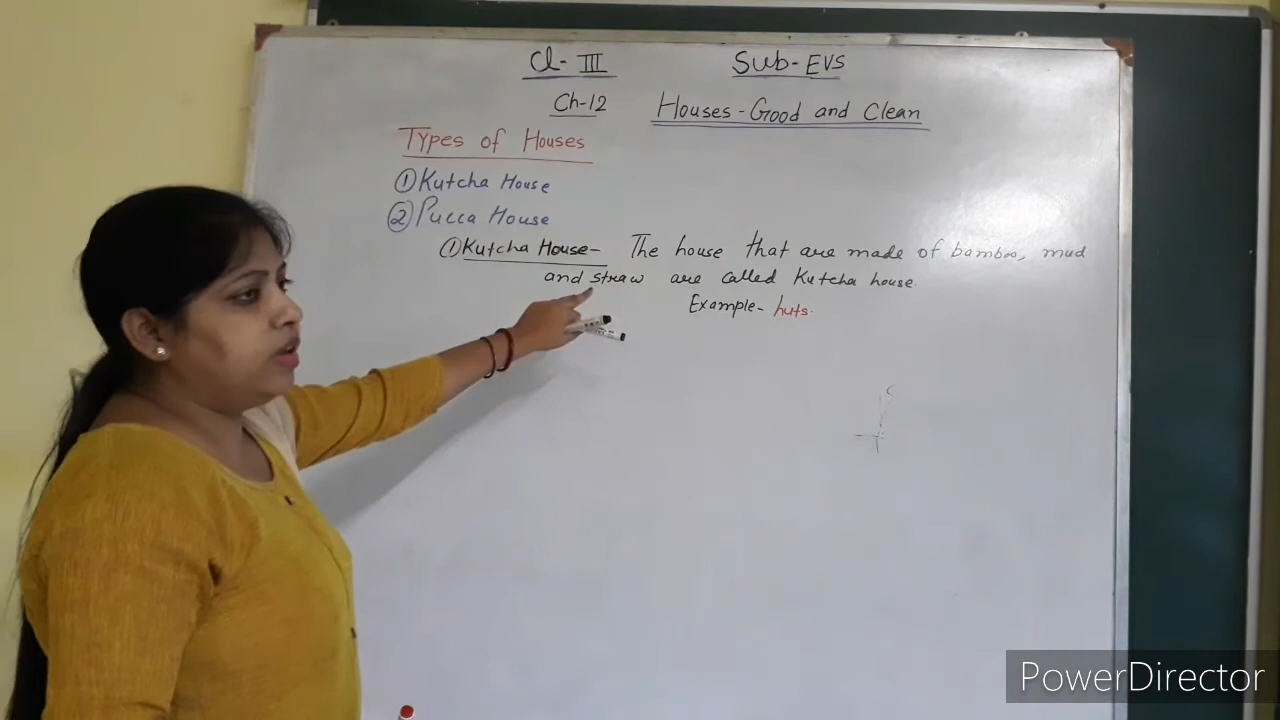 Cl- III Sub- EVS
Ch-12 Houses - Good and Clean
Types of Houses
① Kutcha House
② Pucca House
① Kutcha House- The house that are made of bamboo, mud
and straw are called Kutcha house.
Example- huts.
PowerDirector